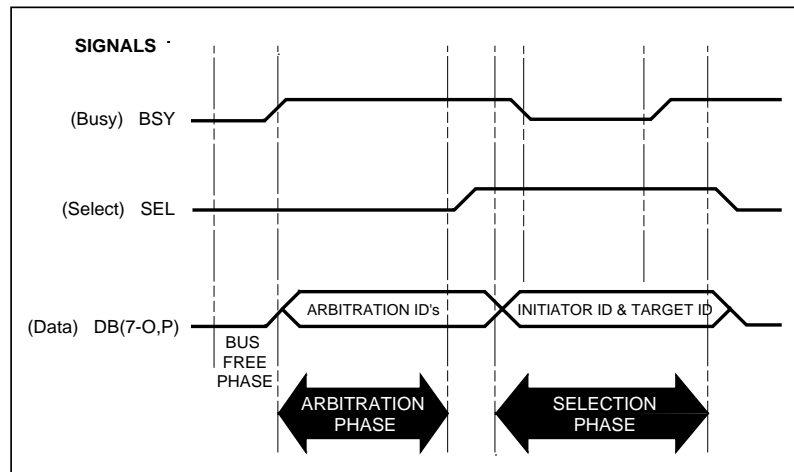 SIGNALS
(Busy) BSY
(Select) SEL
(Data) DB(7-O,P)
ARBITRATION ID's
INITIATOR ID & TARGET ID
BUS
FREE
PHASE
ARBITRATION
PHASE
SELECTION
PHASE